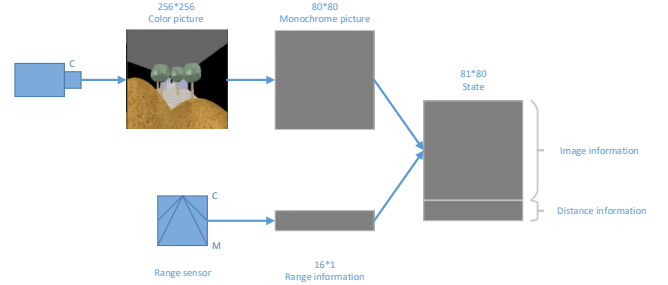 256*256
Color picture
80*80
Monochrome picture
C
81*80
State
Image information
C
Distance information
M
16*1
Range sensor
Range information